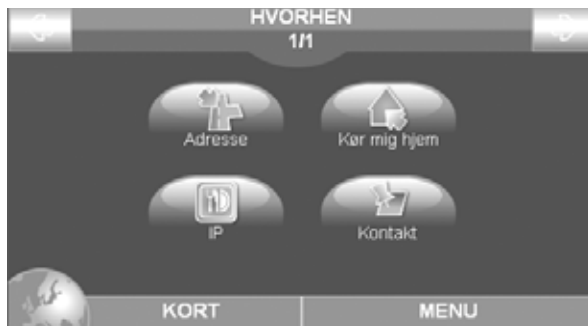 HVORHEN
1/1
Adresse Kør mig hjem
IP Kontakt
KORT MENU